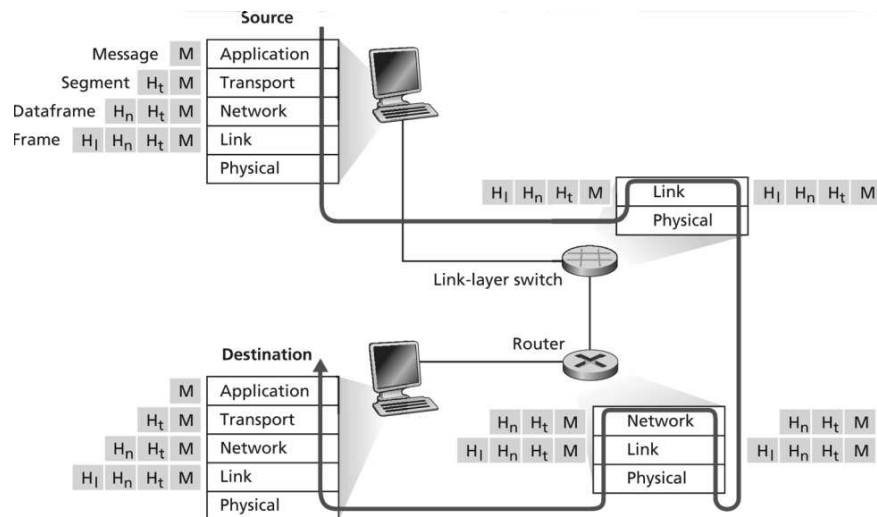 Source
Message M Application
Segment Ht M Transport
Dataframe Hn Ht M Network
Frame Hl Hn Ht M Link
Physical
Hl Hn Ht M Link Hl Hn Ht M
Physical
Link-layer switch
Router
Destination
M Application
Ht M Transport
Hn Ht M Network
Hl Hn Ht M Link
Physical
Hn Ht M Network Hn Ht M
Hl Hn Ht M Link Hl Hn Ht M
Physical